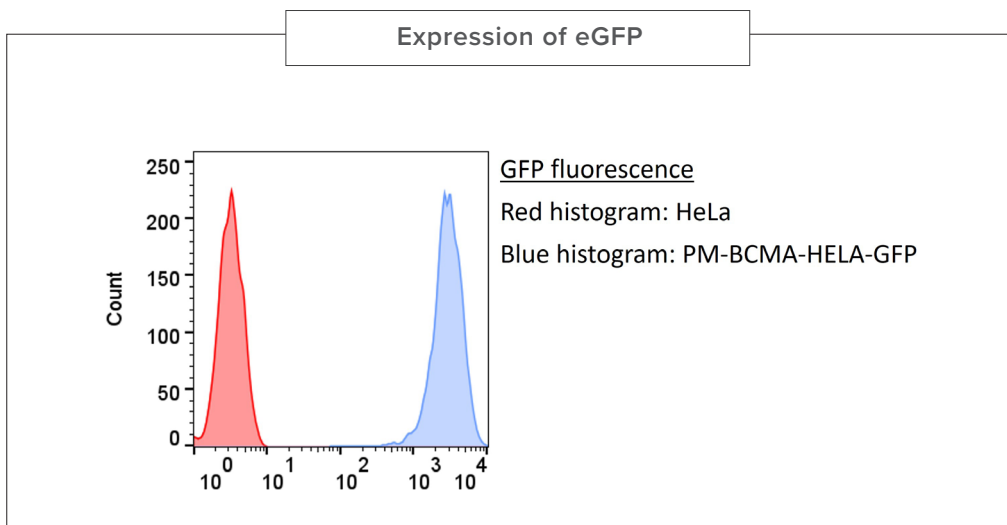 Expression of eGFP
250
200
150
100
50
0
Count
10^0 10^1 10^2 10^3 10^4
GFP fluorescence
Red histogram: HeLa
Blue histogram: PM-BCMA-HELA-GFP